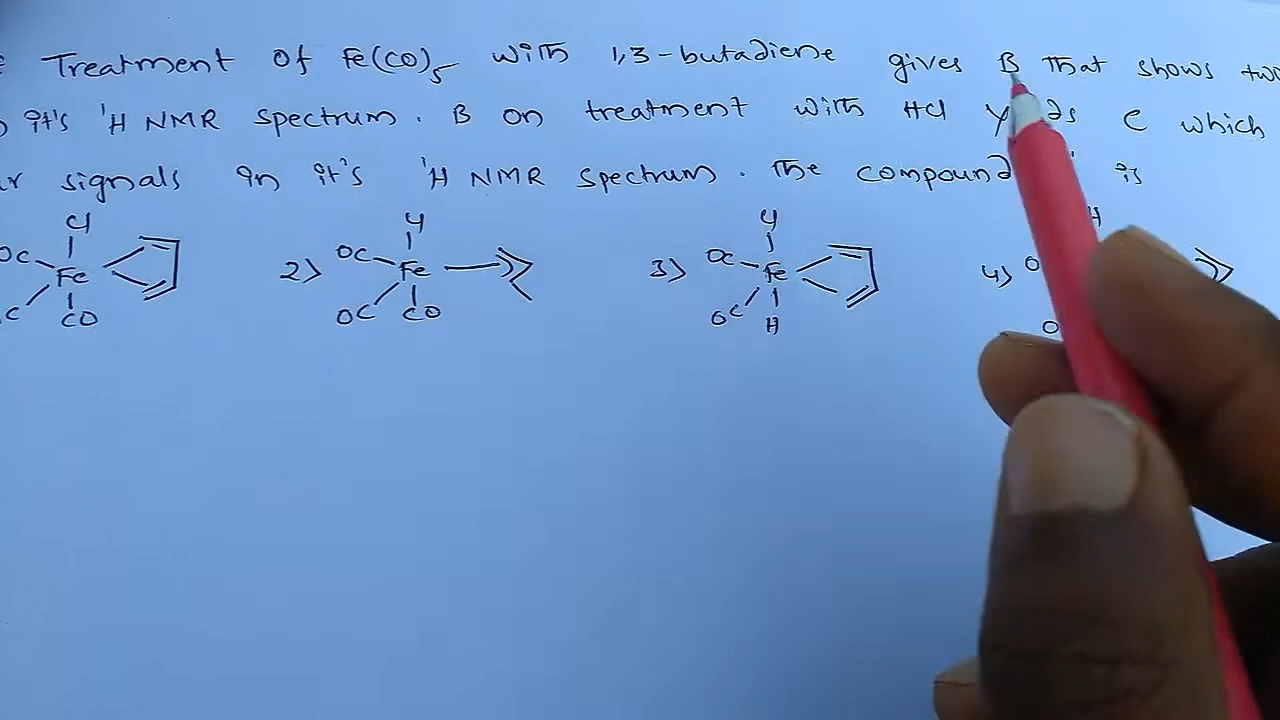 Treatment of Fe(CO)5 with 1,3-butadiene gives B that shows two
it's 1H NMR spectrum. B on treatment with HCl C which
signals in it's 1H NMR spectrum. The compound is
Cl Cl Cl H
OC Fe 2) OC Fe 3) OC Fe 4) O
CO OC CO OC H O